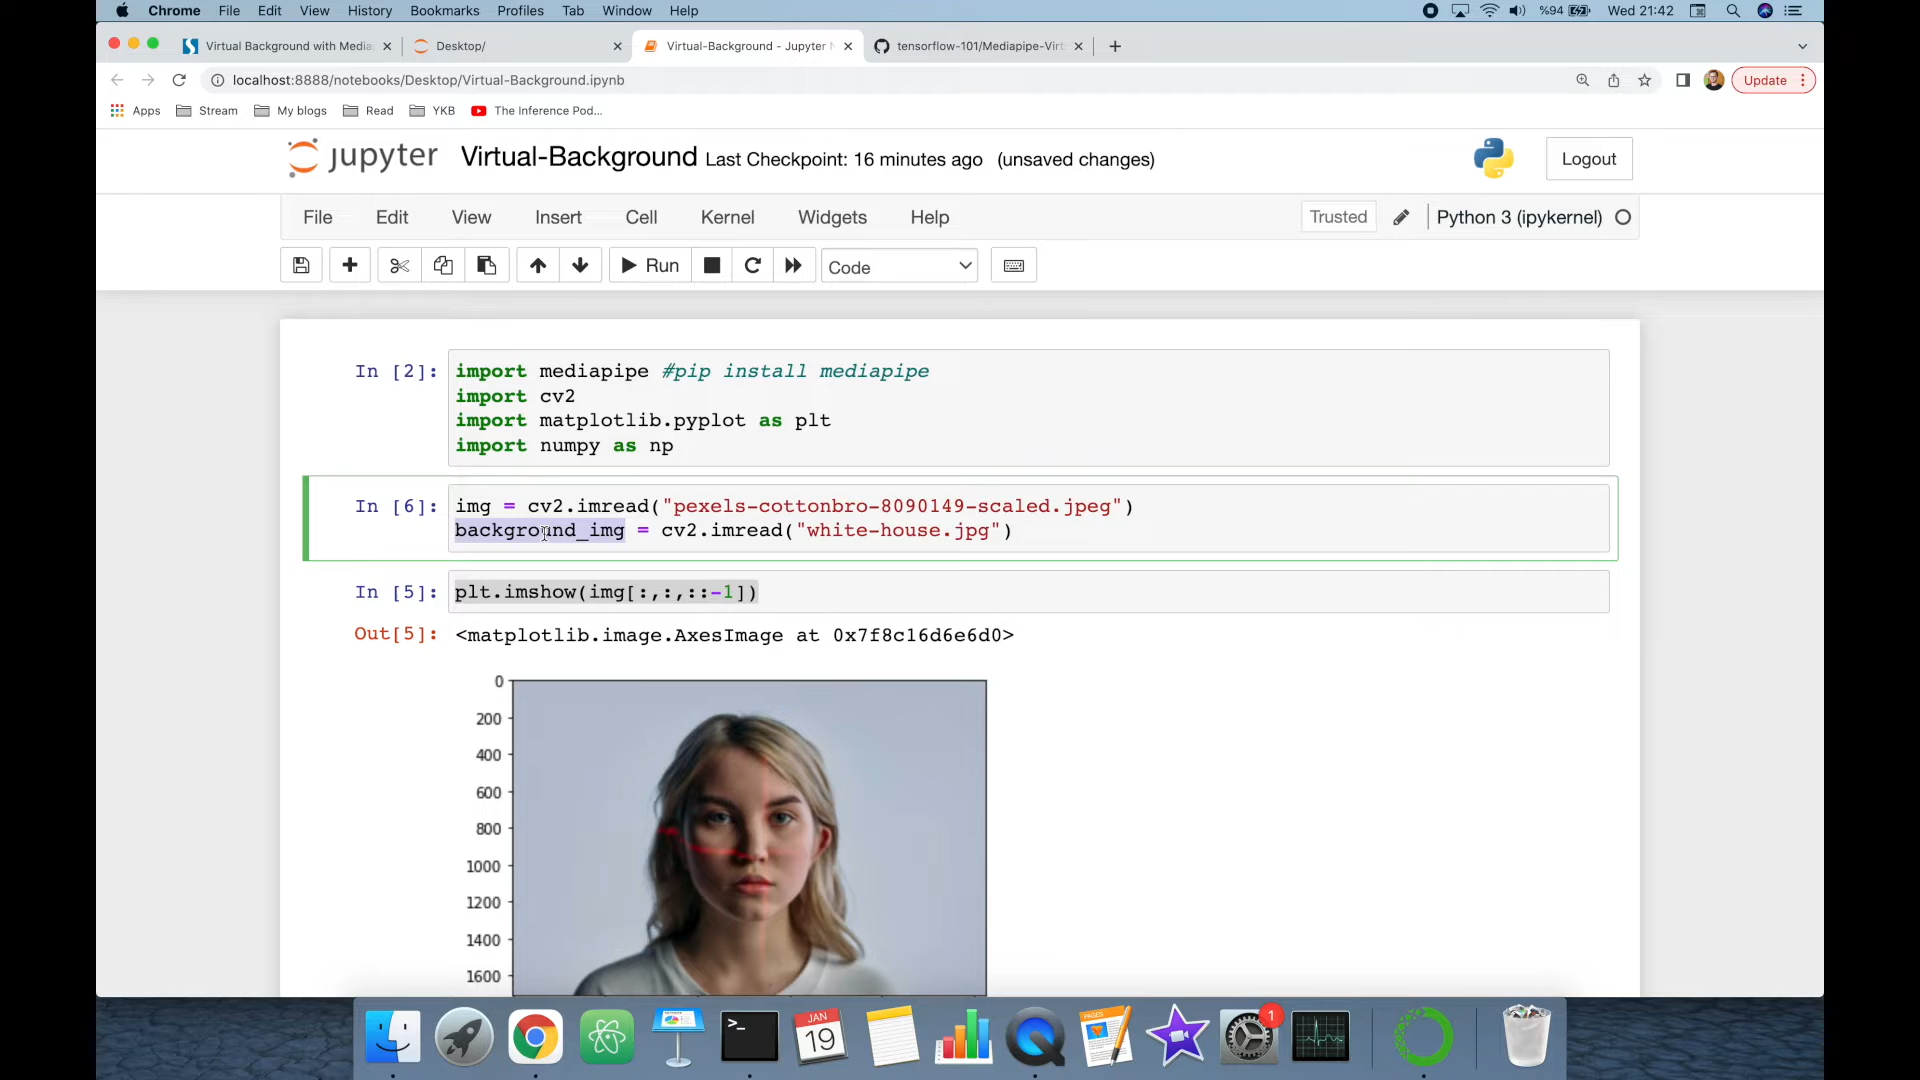 Chrome File Edit View History Bookmarks Profiles Tab Window Help %94 Wed 21:42
Virtual Background with Media
Desktop/
Virtual-Background - Jupyter N
tensorflow-101/Mediapipe-Virt
localhost:8888/notebooks/Desktop/Virtual-Background.ipynb
Update
Apps Stream My blogs Read YKB The Inference Pod...
jupyter Virtual-Background Last Checkpoint: 16 minutes ago (unsaved changes)
Logout
File Edit View Insert Cell Kernel Widgets Help Trusted Python 3 (ipykernel)
Run Code
In [2]: import mediapipe #pip install mediapipe
import cv2
import matplotlib.pyplot as plt
import numpy as np
In [6]: img = cv2.imread("pexels-cottonbro-8090149-scaled.jpeg")
background_img = cv2.imread("white-house.jpg")
In [5]: plt.imshow(img[:,:,::-1])
Out[5]: <matplotlib.image.AxesImage at 0x7f8c16d6e6d0>
0
200
400
600
800
1000
1200
1400
1600
JAN
19
PAGES
1